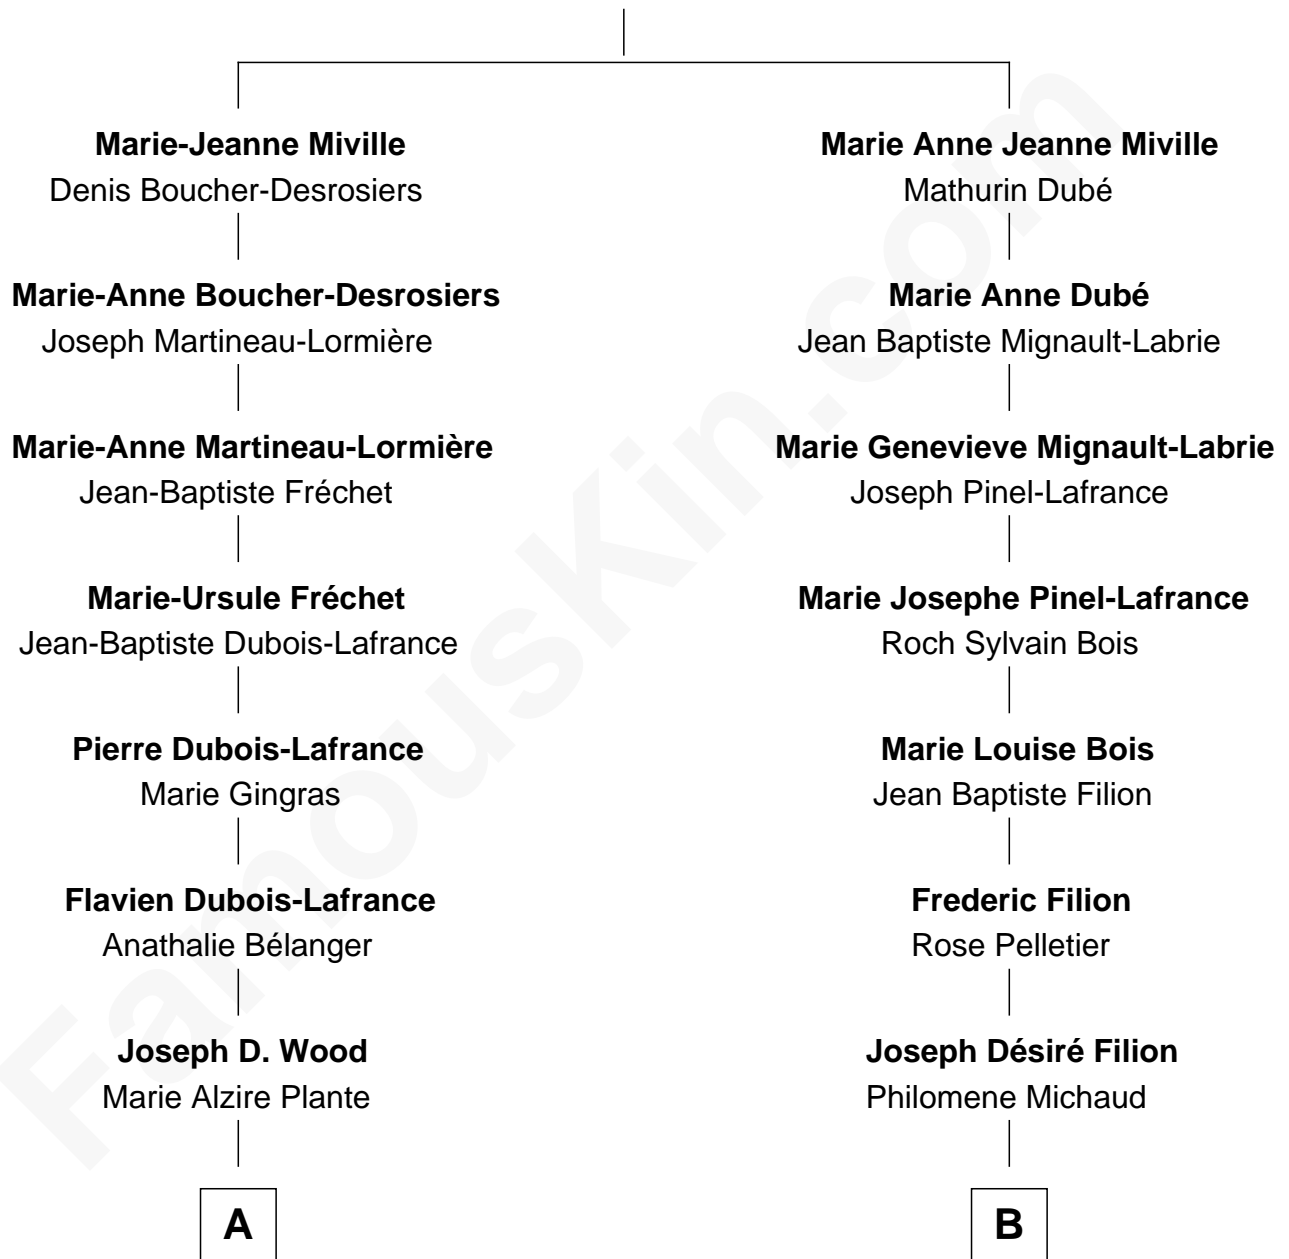 Marie-Jeanne Miville
Denis Boucher-Desrosiers
Marie-Anne Boucher-Desrosiers
Joseph Martineau-Lormière
Marie-Anne Martineau-Lormière
Jean-Baptiste Fréchet
Marie-Ursule Fréchet
Jean-Baptiste Dubois-Lafrance
Pierre Dubois-Lafrance
Marie Gingras
Flavien Dubois-Lafrance
Anathalie Bélanger
Joseph D. Wood
Marie Alzire Plante
A
Marie Anne Jeanne Miville
Mathurin Dubé
Marie Anne Dubé
Jean Baptiste Mignault-Labrie
Marie Genevieve Mignault-Labrie
Joseph Pinel-Lafrance
Marie Josephe Pinel-Lafrance
Roch Sylvain Bois
Marie Louise Bois
Jean Baptiste Filion
Frederic Filion
Rose Pelletier
Joseph Désiré Filion
Philomene Michaud
B
FamousKin.com